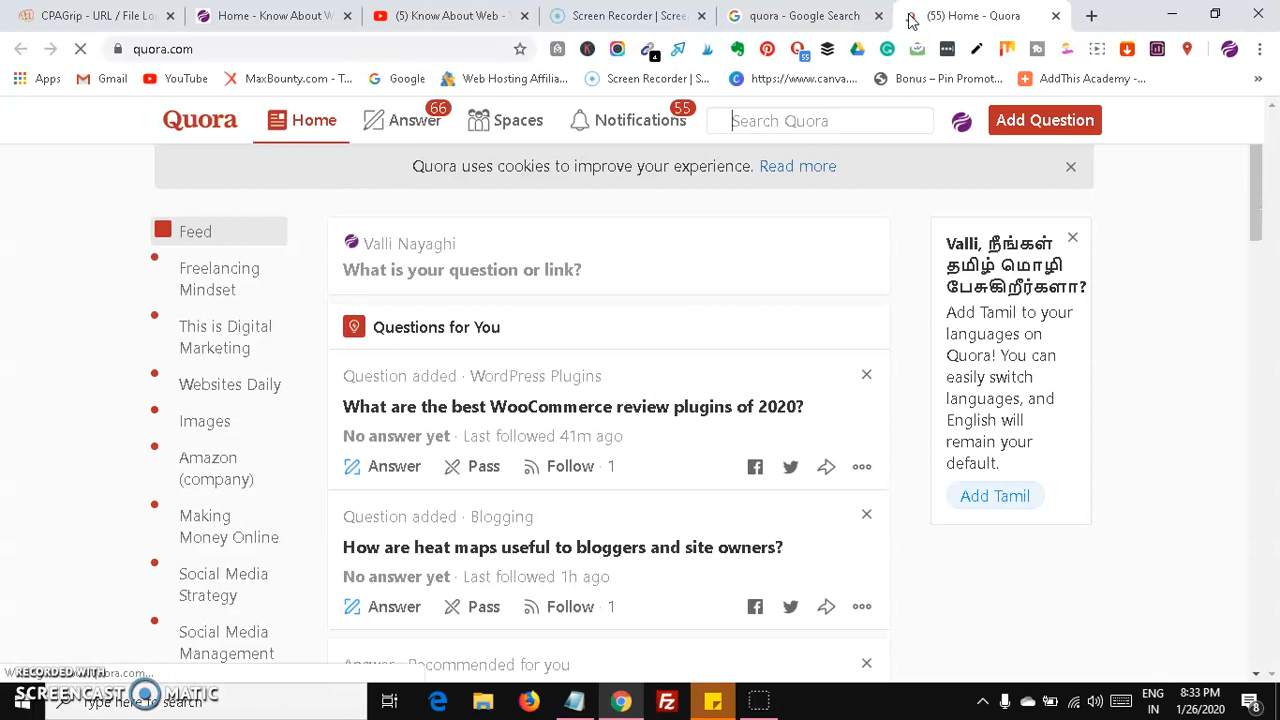 CPAGrip - URL / File Lo
Home - Know About W
(5) Know About Web -
Screen Recorder | Scree
quora - Google Search
(55) Home - Quora
quora.com
Apps
Gmail
YouTube
MaxBounty.com - T...
Google
Web Hosting Affilia...
Screen Recorder | S...
https://www.canva...
Bonus – Pin Promot...
AddThis Academy -...
»
Quora
Home
Answer
66
Spaces
Notifications
55
Search Quora
Add Question
Quora uses cookies to improve your experience. Read more
Feed
Freelancing
Mindset
This is Digital
Marketing
Websites Daily
Images
Amazon
(company)
Making
Money Online
Social Media
Strategy
Social Media
Management
Valli Nayaghi
What is your question or link?
Questions for You
Question added · WordPress Plugins
What are the best WooCommerce review plugins of 2020?
No answer yet · Last followed 41m ago
Answer Pass Follow · 1
Question added · Blogging
How are heat maps useful to bloggers and site owners?
No answer yet · Last followed 1h ago
Answer Pass Follow · 1
Answer · Recommended for you
Valli, நீங்கள்
தமிழ் மொழி
பேசுகிறீர்களா?
Add Tamil to your
languages on
Quora! You can
easily switch
languages, and
English will
remain your
default.
Add Tamil
RECORDED WITH
SCREENCAST MATIC
Type here to search
ENG
IN
8:33 PM
1/26/2020
8